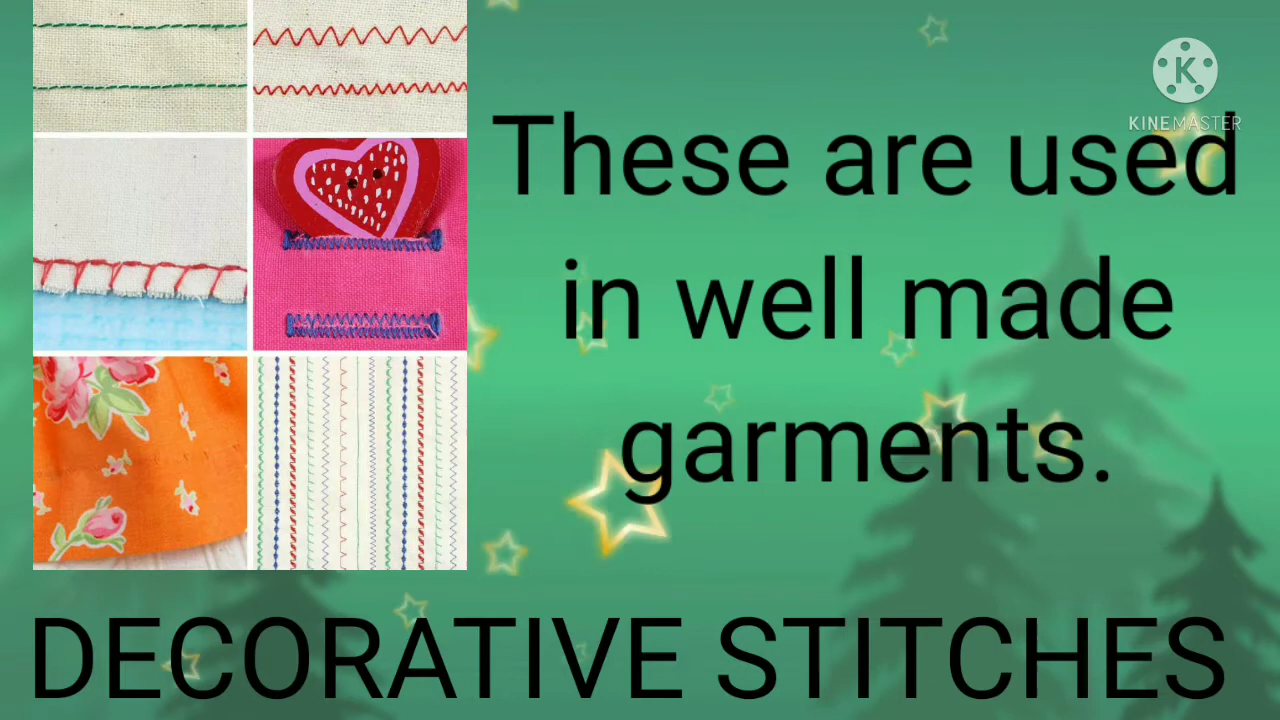 K
KINEMASTER
These are used
in well made
garments.
DECORATIVE STITCHES